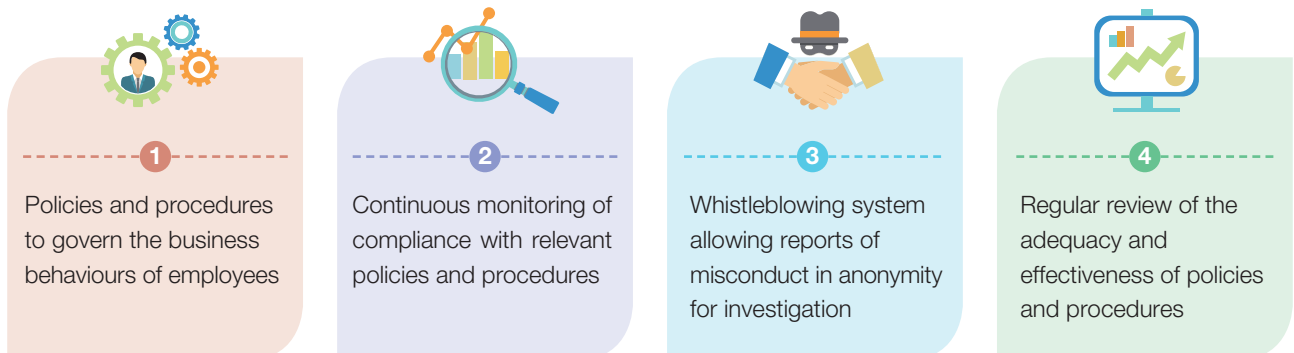 1
Policies and procedures
to govern the business
behaviours of employees
2
Continuous monitoring of
compliance with relevant
policies and procedures
3
Whistleblowing system
allowing reports of
misconduct in anonymity
for investigation
4
Regular review of the
adequacy and
effectiveness of policies
and procedures